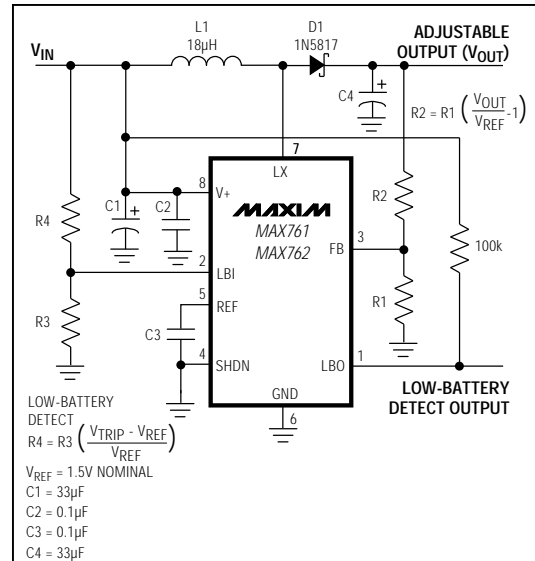 L1
18µH
D1
1N5817
VIN
ADJUSTABLE
OUTPUT (VOUT)
C4
+
R2 = R1 (VOUT/VREF -1)
7
LX
8
V+
C1
+
C2
MAXIM
MAX761
MAX762
R2
R4
3
FB
100k
2
LBI
5
REF
R1
R3
C3
4
SHDN
1
LBO
GND
6
LOW-BATTERY
DETECT OUTPUT
LOW-BATTERY
DETECT
R4 = R3 (VTRIP - VREF/VREF)
VREF = 1.5V NOMINAL
C1 = 33µF
C2 = 0.1µF
C3 = 0.1µF
C4 = 33µF